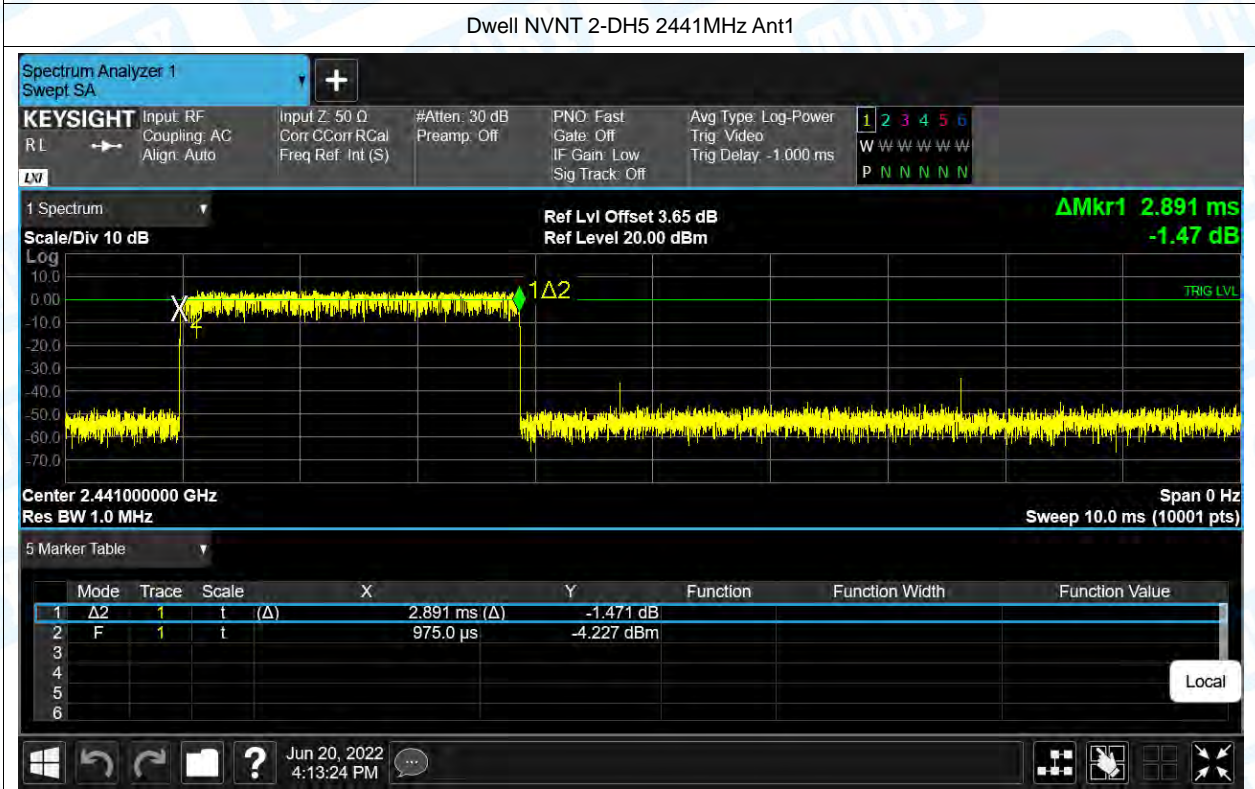 Dwell NVNT 2-DH5 2441MHz Ant1
Spectrum Analyzer 1
Swept SA
+
KEYSIGHT
RL
LXI
Input: RF
Coupling: AC
Align: Auto
Input Z: 50 Ω
Corr CCorr RCal
Freq Ref: Int (S)
#Atten: 30 dB
Preamp: Off
PNO: Fast
Gate: Off
IF Gain: Low
Sig Track: Off
Avg Type: Log-Power
Trig: Video
Trig Delay: -1.000 ms
1 2 3 4 5 6
W W W W W W
P N N N N N
1 Spectrum
Scale/Div 10 dB
Ref Lvl Offset 3.65 dB
Ref Level 20.00 dBm
ΔMkr1 2.891 ms
-1.47 dB
Log
10.0
0.00
-10.0
-20.0
-30.0
-40.0
-50.0
-60.0
-70.0
X
2
1Δ2
TRIG LVL
Center 2.441000000 GHz
Res BW 1.0 MHz
Span 0 Hz
Sweep 10.0 ms (10001 pts)
5 Marker Table
Mode Trace Scale X Y Function Function Width Function Value
1 Δ2 1 t (Δ) 2.891 ms (Δ) -1.471 dB
2 F 1 t 975.0 µs -4.227 dBm
3
4
5
6
Local
?
Jun 20, 2022
4:13:24 PM